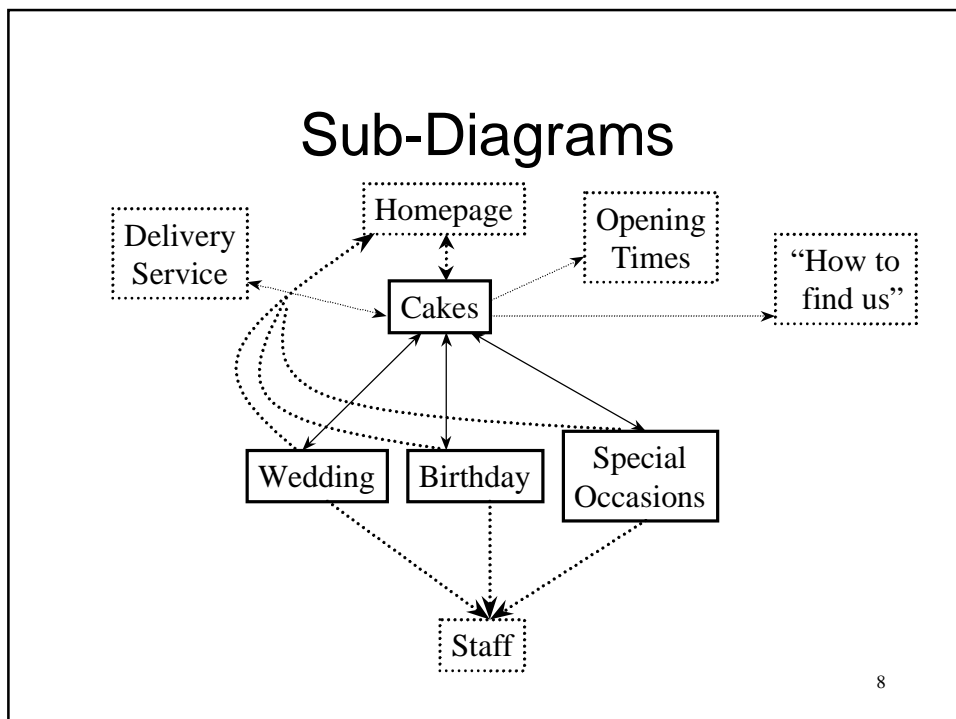 Sub-Diagrams
Delivery
Service
Homepage
Opening
Times
“How to
find us”
Cakes
Wedding
Birthday
Special
Occasions
Staff
8